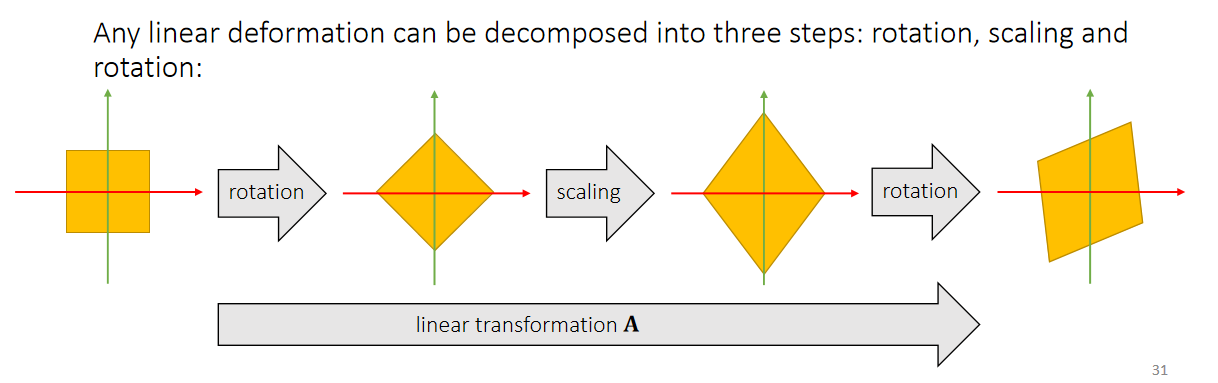 Any linear deformation can be decomposed into three steps: rotation, scaling and
rotation:
rotation
scaling
rotation
linear transformation A
31